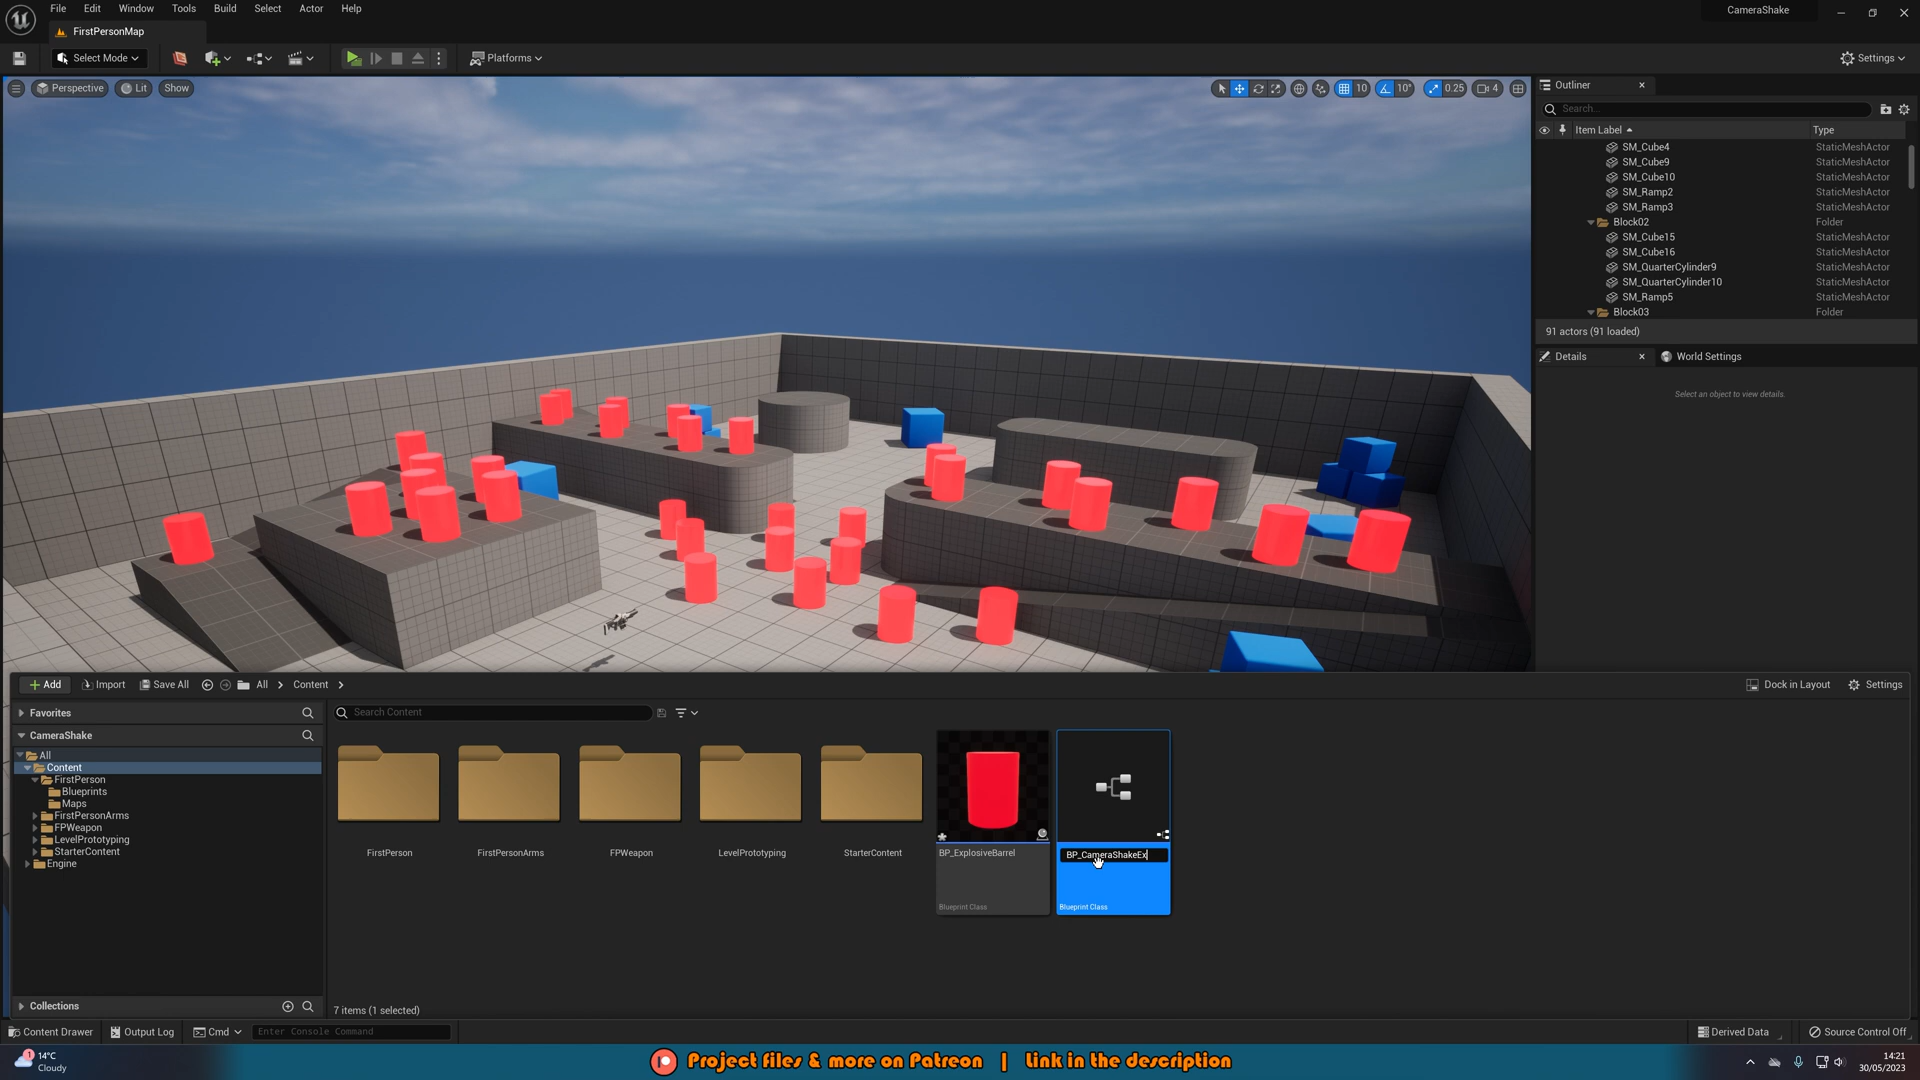 File Edit Window Tools Build Select Actor Help
CameraShake
FirstPersonMap
Select Mode
Platforms
Settings
Perspective Lit Show
10 10° 0.25 4
Outliner
Search...
Item Label Type
SM_Cube4 StaticMeshActor
SM_Cube9 StaticMeshActor
SM_Cube10 StaticMeshActor
SM_Ramp2 StaticMeshActor
SM_Ramp3 StaticMeshActor
Block02 Folder
SM_Cube15 StaticMeshActor
SM_Cube16 StaticMeshActor
SM_QuarterCylinder9 StaticMeshActor
SM_QuarterCylinder10 StaticMeshActor
SM_Ramp5 StaticMeshActor
Block03 Folder
91 actors (91 loaded)
Details World Settings
Select an object to view details.
Add Import Save All All Content
Dock in Layout Settings
Favorites
Search Content
CameraShake
All
Content
FirstPerson
Blueprints
Maps
FirstPersonArms
FPWeapon
LevelPrototyping
StarterContent
Engine
FirstPerson FirstPersonArms FPWeapon LevelPrototyping StarterContent BP_ExplosiveBarrel BP_CameraShakeEx
Blueprint Class Blueprint Class
Collections
7 items (1 selected)
Content Drawer Output Log Cmd Enter Console Command
Derived Data Source Control Off
1
14°C
Cloudy
Project files & more on Patreon | Link in the description
14:21
30/05/2023